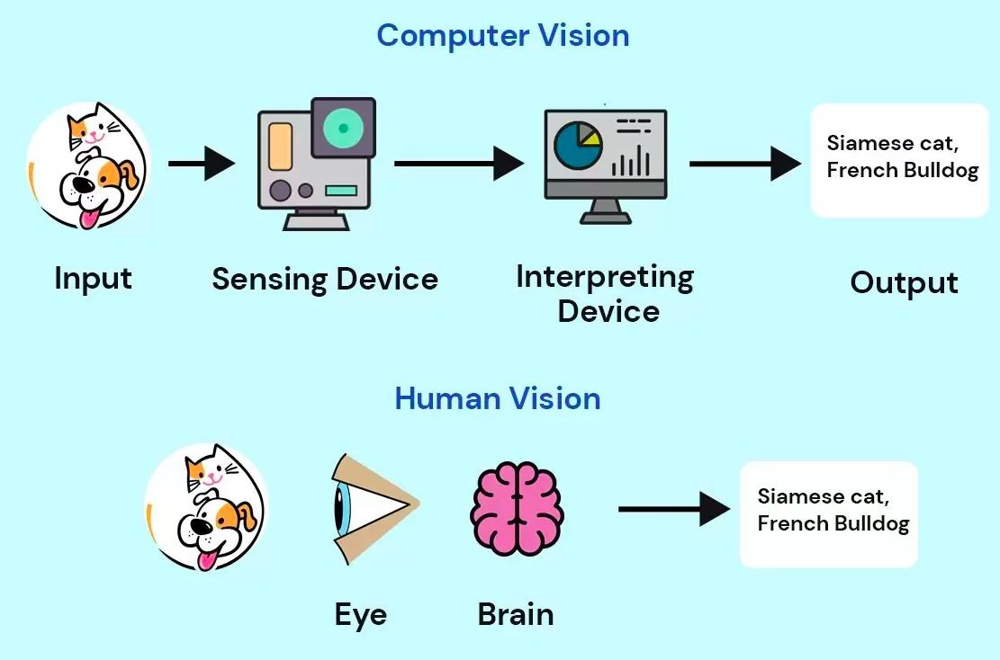 Computer Vision
Siamese cat,
French Bulldog
Input
Sensing Device
Interpreting
Device
Output
Human Vision
Siamese cat,
French Bulldog
Eye
Brain